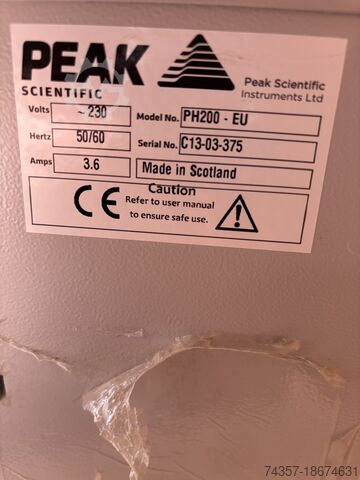 PEAK
SCIENTIFIC
Peak Scientific
Instruments Ltd
Volts ~ 230 Model No. PH200 - EU
Hertz 50/60 Serial No. C13-03-375
Amps 3.6 Made in Scotland
Caution
CE Refer to user manual
to ensure safe use.
74357-18674631